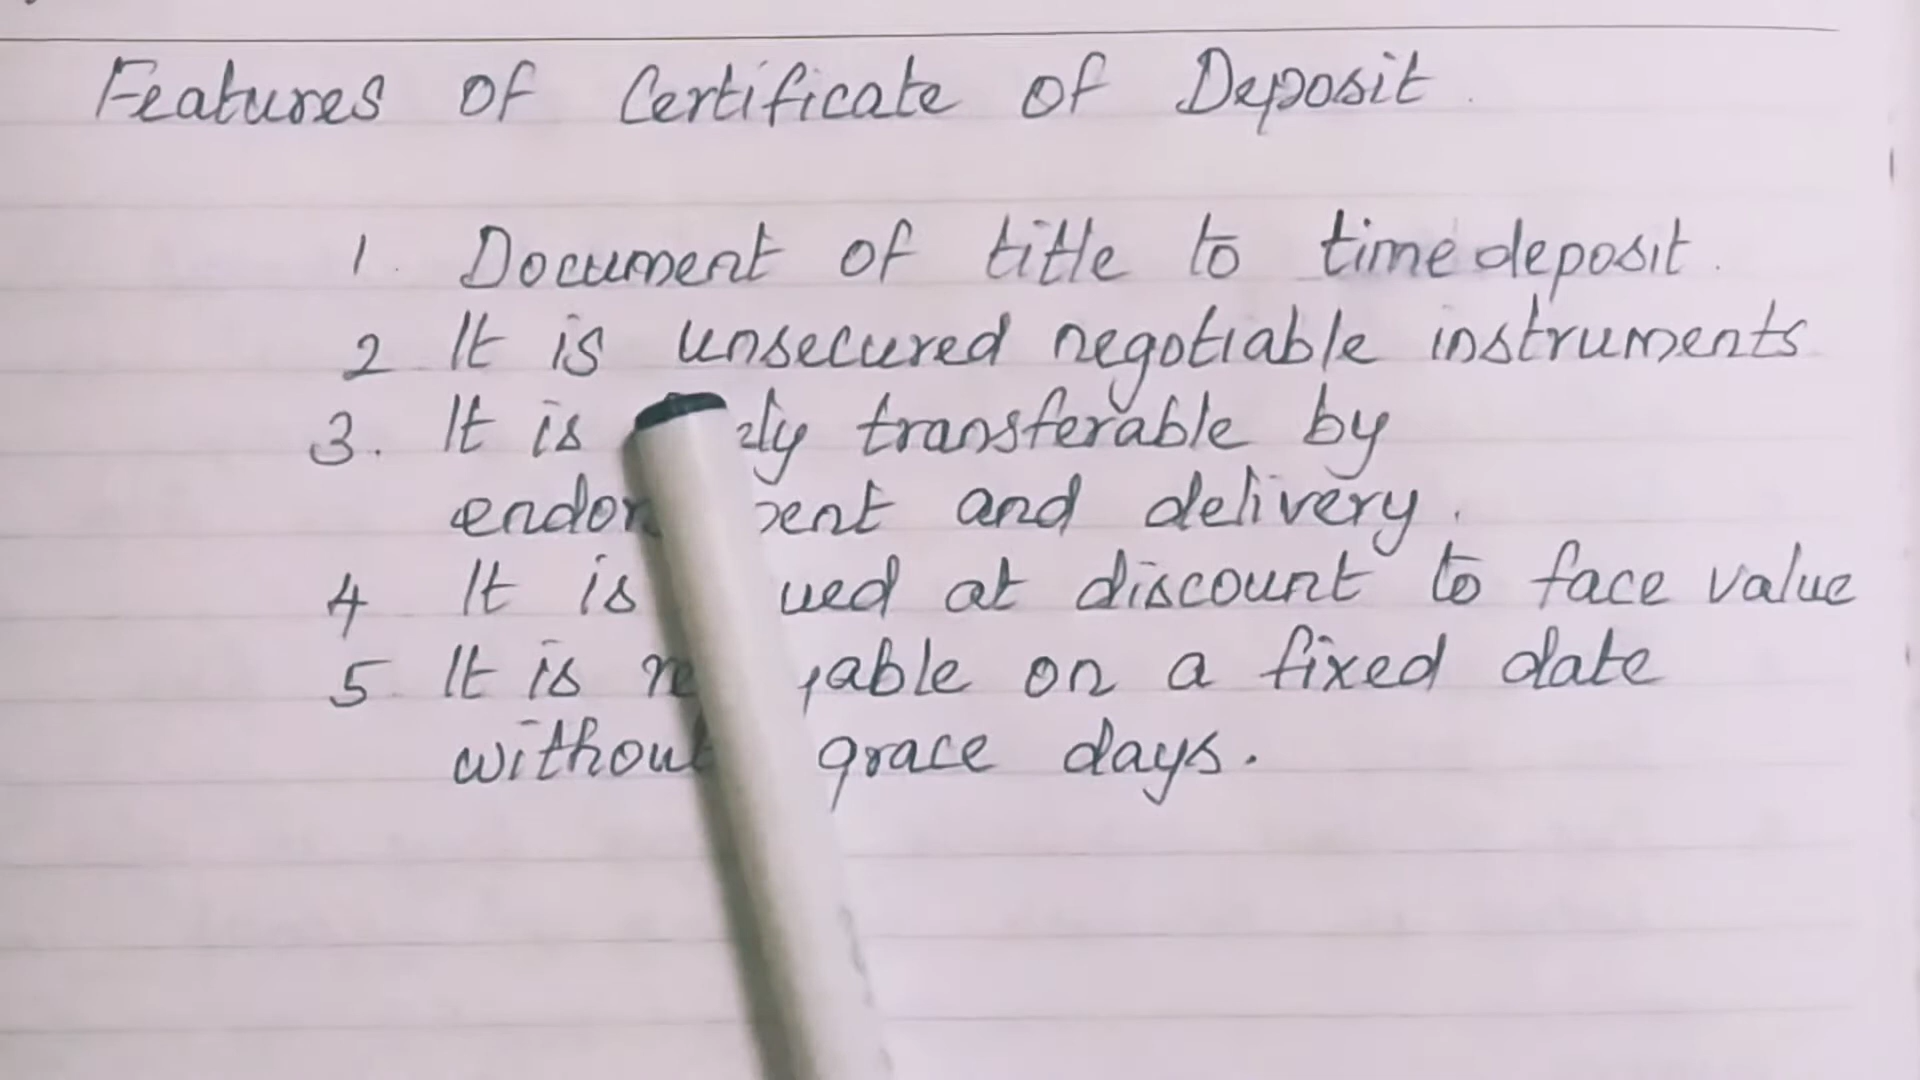 Features of Certificate of Deposit.
1. Document of title to time deposit.
2 It is unsecured negotiable instruments
3. It is transferable by
and delivery.
4 It is at discount to face value
5 It is on a fixed date
without grace days.